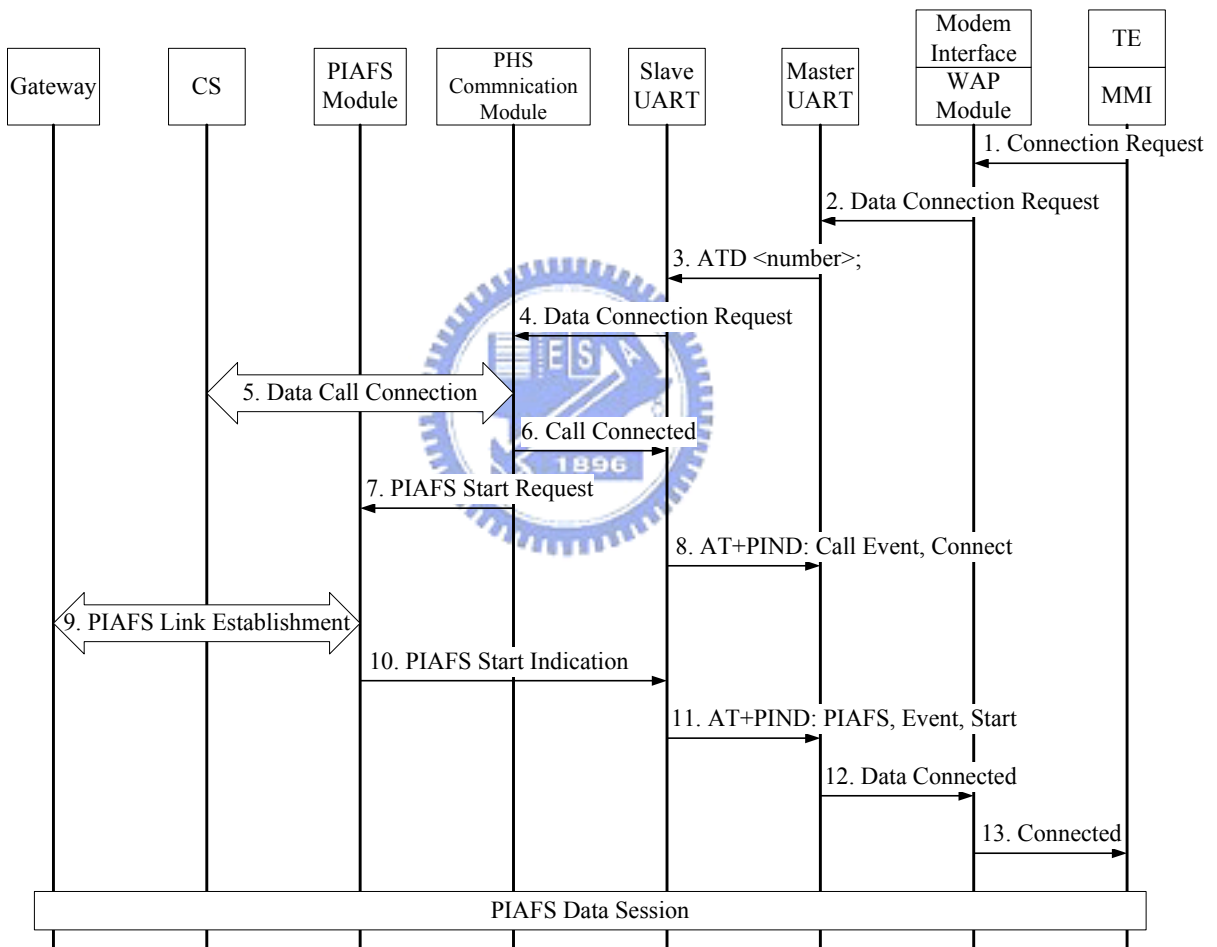 Gateway
CS
PIAFS
Module
PHS
Commnication
Module
Slave
UART
Master
UART
Modem
Interface
WAP
Module
TE
MMI
1. Connection Request
2. Data Connection Request
3. ATD <number>;
4. Data Connection Request
ESA
5. Data Call Connection
6. Call Connected
1896
7. PIAFS Start Request
8. AT+PIND: Call Event, Connect
9. PIAFS Link Establishment
10. PIAFS Start Indication
11. AT+PIND: PIAFS, Event, Start
12. Data Connected
13. Connected
PIAFS Data Session